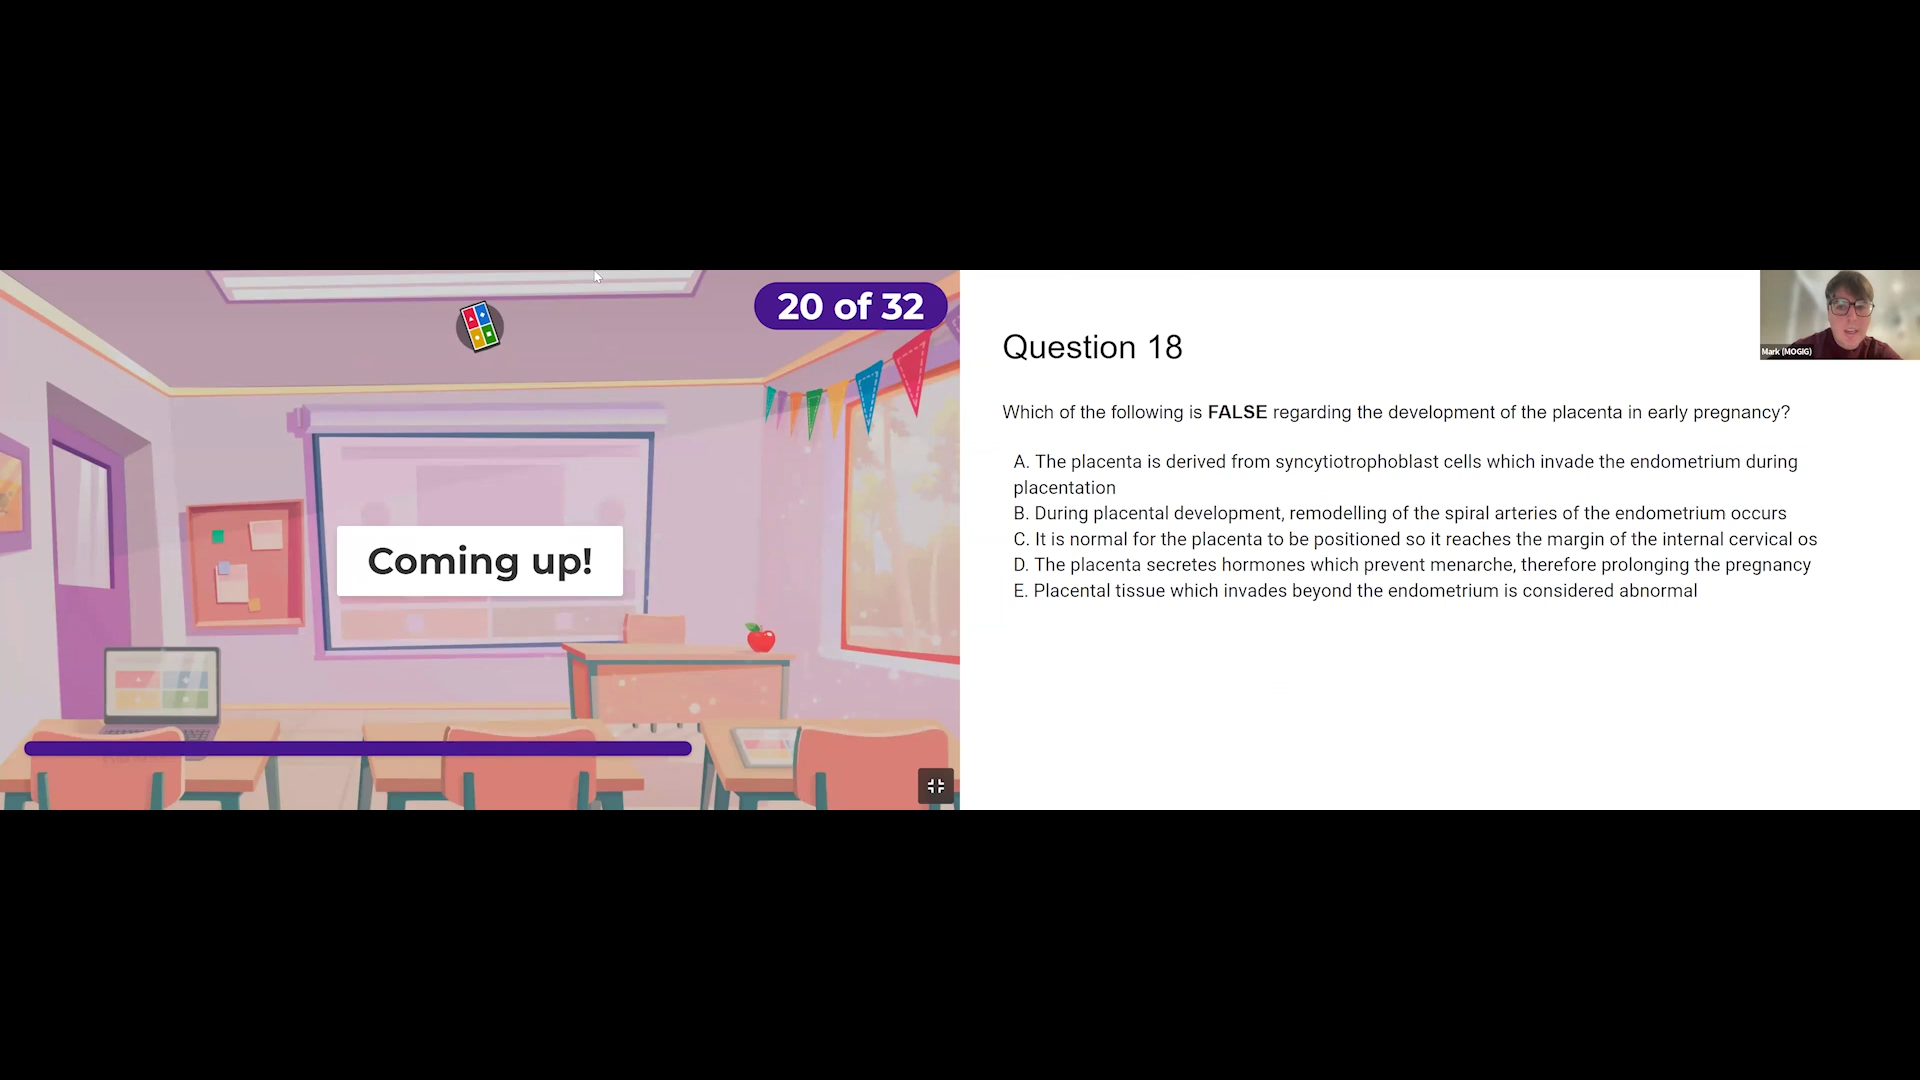 20 of 32
Coming up!
Question 18
Mark (MOGIG)
Which of the following is FALSE regarding the development of the placenta in early pregnancy?
A. The placenta is derived from syncytiotrophoblast cells which invade the endometrium during
placentation
B. During placental development, remodelling of the spiral arteries of the endometrium occurs
C. It is normal for the placenta to be positioned so it reaches the margin of the internal cervical os
D. The placenta secretes hormones which prevent menarche, therefore prolonging the pregnancy
E. Placental tissue which invades beyond the endometrium is considered abnormal